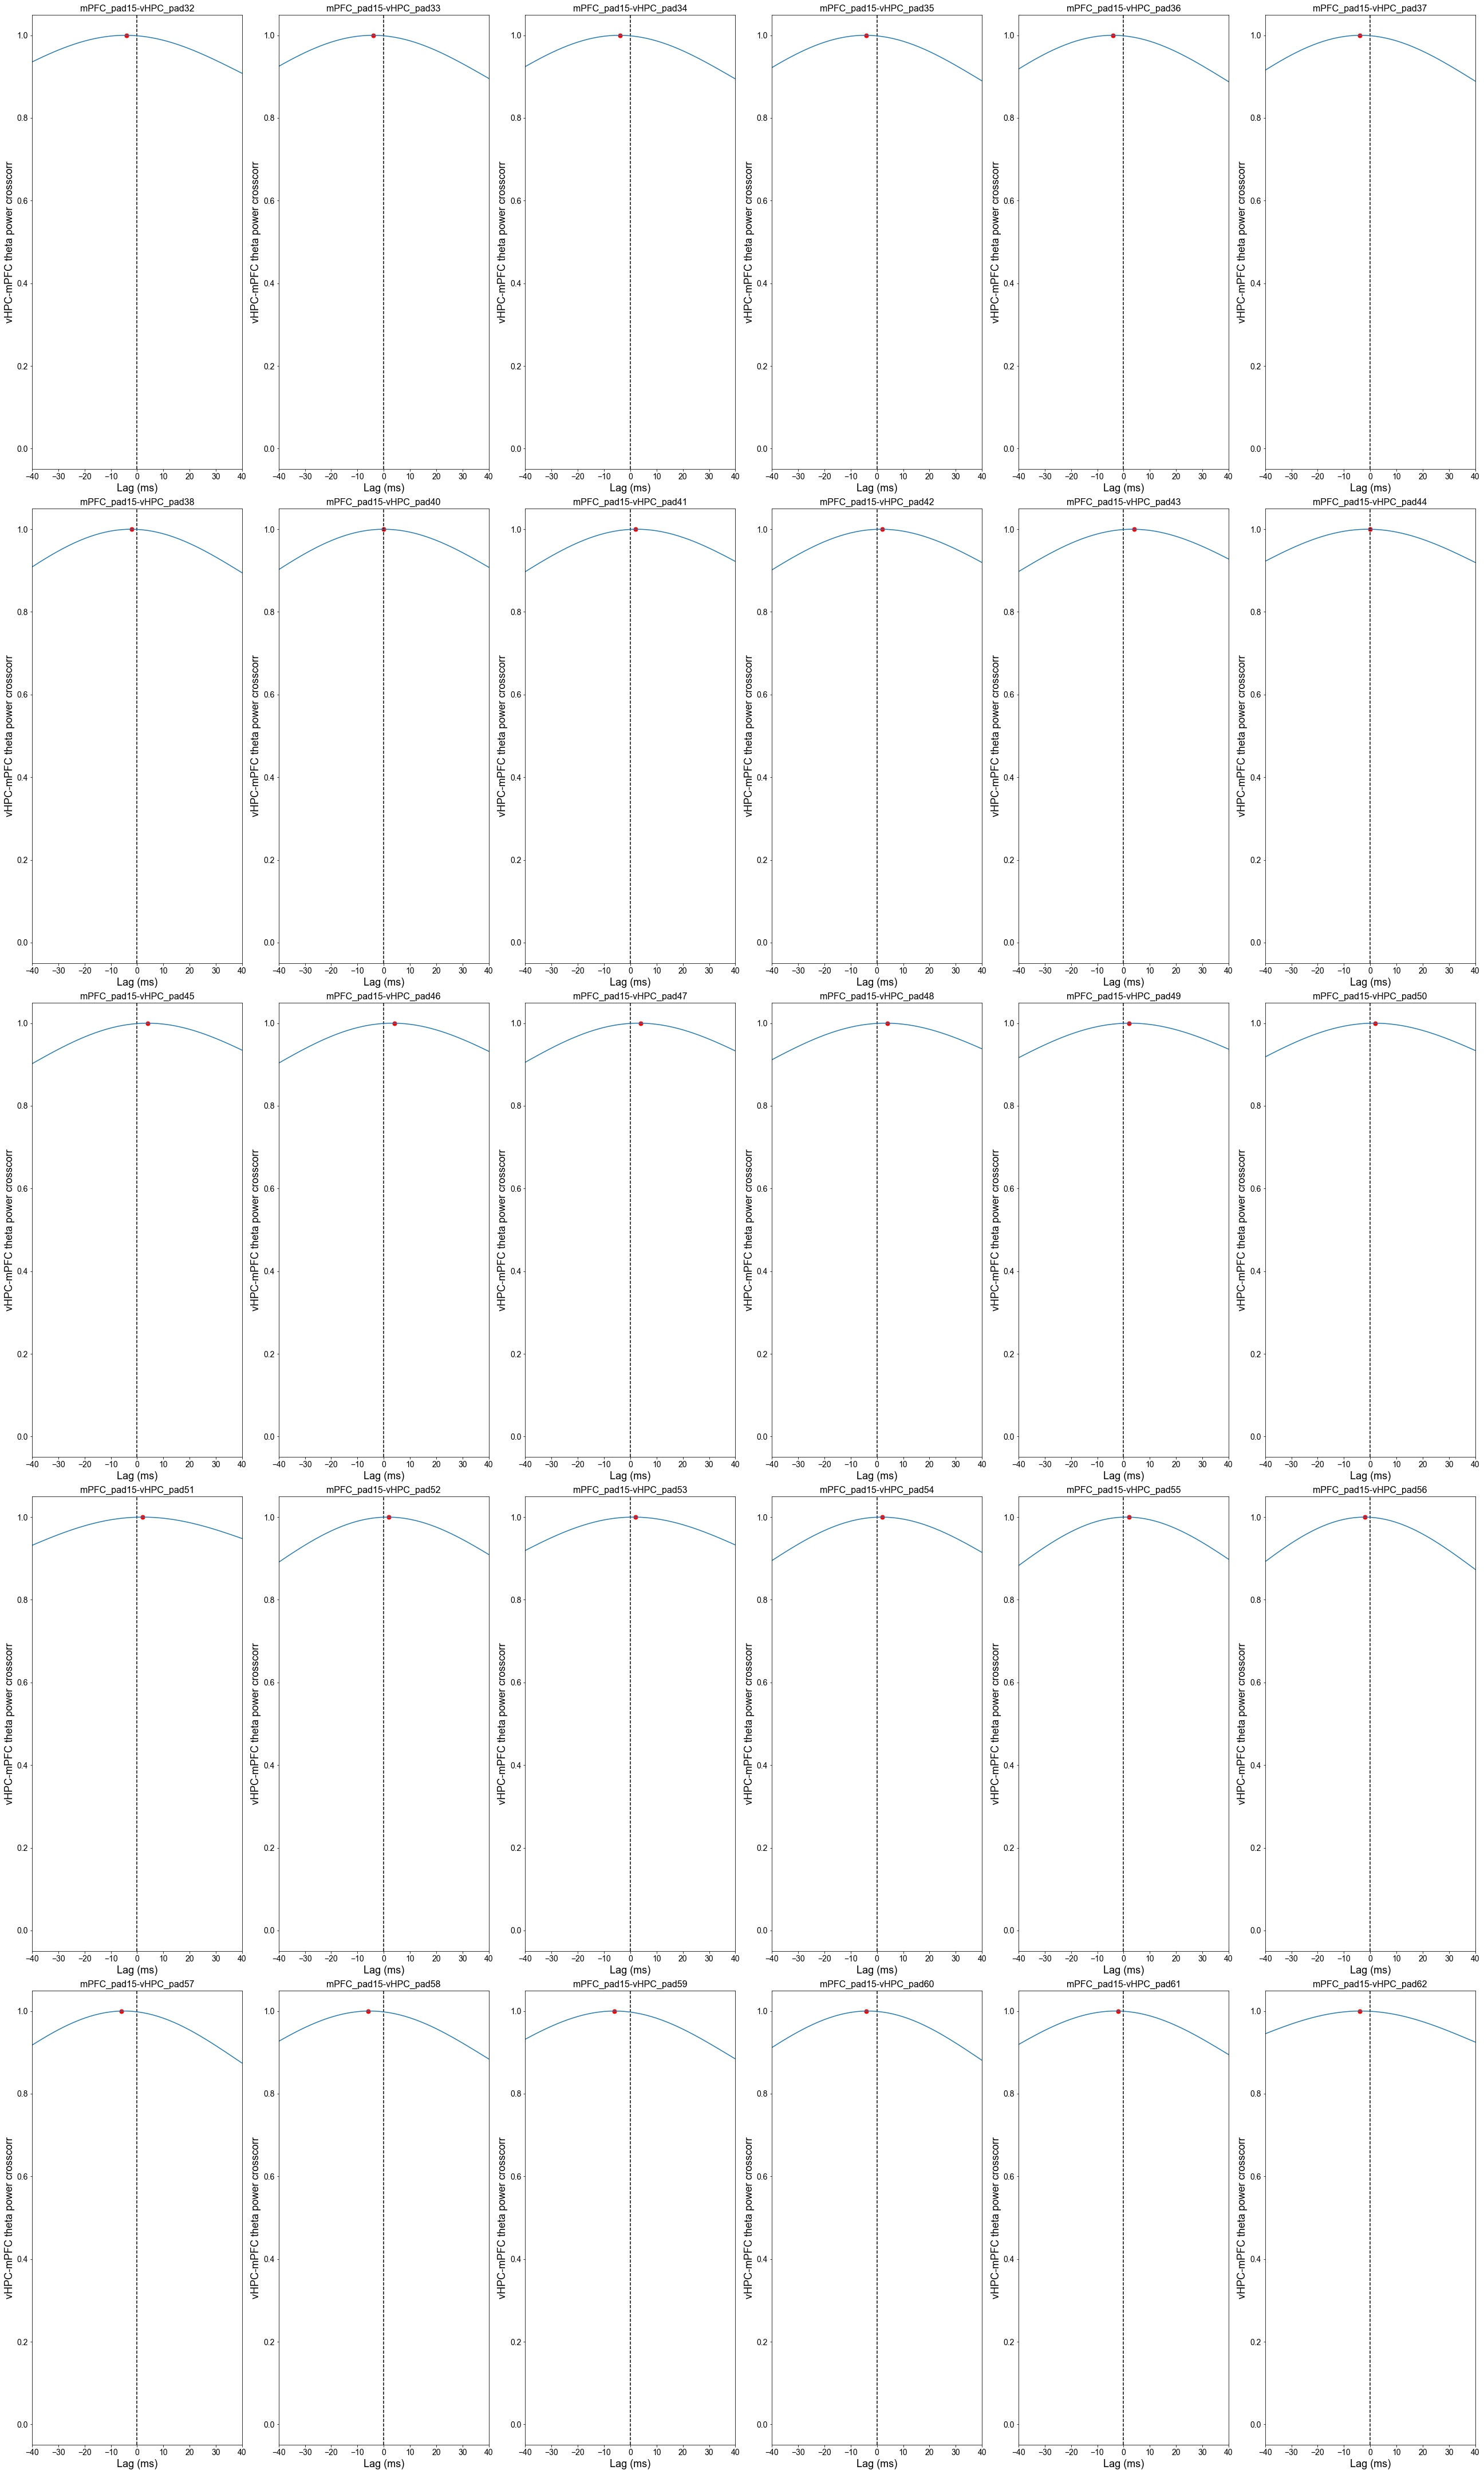 mPFC_pad15-vHPC_pad32 mPFC_pad15-vHPC_pad33 mPFC_pad15-vHPC_pad34 mPFC_pad15-vHPC_pad35 mPFC_pad15-vHPC_pad36 mPFC_pad15-vHPC_pad37
1.0 1.0 1.0 1.0 1.0 1.0
0.8 0.8 0.8 0.8 0.8 0.8
0.6 0.6 0.6 0.6 0.6 0.6
vHPC-mPFC theta power crosscorr vHPC-mPFC theta power crosscorr vHPC-mPFC theta power crosscorr vHPC-mPFC theta power crosscorr vHPC-mPFC theta power crosscorr vHPC-mPFC theta power crosscorr
0.4 0.4 0.4 0.4 0.4 0.4
0.2 0.2 0.2 0.2 0.2 0.2
0.0 0.0 0.0 0.0 0.0 0.0
−40 −30 −20 −10 0 10 20 30 40 −40 −30 −20 −10 0 10 20 30 40 −40 −30 −20 −10 0 10 20 30 40 −40 −30 −20 −10 0 10 20 30 40 −40 −30 −20 −10 0 10 20 30 40 −40 −30 −20 −10 0 10 20 30 40
Lag (ms) Lag (ms) Lag (ms) Lag (ms) Lag (ms) Lag (ms)
mPFC_pad15-vHPC_pad38 mPFC_pad15-vHPC_pad40 mPFC_pad15-vHPC_pad41 mPFC_pad15-vHPC_pad42 mPFC_pad15-vHPC_pad43 mPFC_pad15-vHPC_pad44
1.0 1.0 1.0 1.0 1.0 1.0
0.8 0.8 0.8 0.8 0.8 0.8
0.6 0.6 0.6 0.6 0.6 0.6
vHPC-mPFC theta power crosscorr vHPC-mPFC theta power crosscorr vHPC-mPFC theta power crosscorr vHPC-mPFC theta power crosscorr vHPC-mPFC theta power crosscorr vHPC-mPFC theta power crosscorr
0.4 0.4 0.4 0.4 0.4 0.4
0.2 0.2 0.2 0.2 0.2 0.2
0.0 0.0 0.0 0.0 0.0 0.0
−40 −30 −20 −10 0 10 20 30 40 −40 −30 −20 −10 0 10 20 30 40 −40 −30 −20 −10 0 10 20 30 40 −40 −30 −20 −10 0 10 20 30 40 −40 −30 −20 −10 0 10 20 30 40 −40 −30 −20 −10 0 10 20 30 40
Lag (ms) Lag (ms) Lag (ms) Lag (ms) Lag (ms) Lag (ms)
mPFC_pad15-vHPC_pad45 mPFC_pad15-vHPC_pad46 mPFC_pad15-vHPC_pad47 mPFC_pad15-vHPC_pad48 mPFC_pad15-vHPC_pad49 mPFC_pad15-vHPC_pad50
1.0 1.0 1.0 1.0 1.0 1.0
0.8 0.8 0.8 0.8 0.8 0.8
0.6 0.6 0.6 0.6 0.6 0.6
vHPC-mPFC theta power crosscorr vHPC-mPFC theta power crosscorr vHPC-mPFC theta power crosscorr vHPC-mPFC theta power crosscorr vHPC-mPFC theta power crosscorr vHPC-mPFC theta power crosscorr
0.4 0.4 0.4 0.4 0.4 0.4
0.2 0.2 0.2 0.2 0.2 0.2
0.0 0.0 0.0 0.0 0.0 0.0
−40 −30 −20 −10 0 10 20 30 40 −40 −30 −20 −10 0 10 20 30 40 −40 −30 −20 −10 0 10 20 30 40 −40 −30 −20 −10 0 10 20 30 40 −40 −30 −20 −10 0 10 20 30 40 −40 −30 −20 −10 0 10 20 30 40
Lag (ms) Lag (ms) Lag (ms) Lag (ms) Lag (ms) Lag (ms)
mPFC_pad15-vHPC_pad51 mPFC_pad15-vHPC_pad52 mPFC_pad15-vHPC_pad53 mPFC_pad15-vHPC_pad54 mPFC_pad15-vHPC_pad55 mPFC_pad15-vHPC_pad56
1.0 1.0 1.0 1.0 1.0 1.0
0.8 0.8 0.8 0.8 0.8 0.8
0.6 0.6 0.6 0.6 0.6 0.6
vHPC-mPFC theta power crosscorr vHPC-mPFC theta power crosscorr vHPC-mPFC theta power crosscorr vHPC-mPFC theta power crosscorr vHPC-mPFC theta power crosscorr vHPC-mPFC theta power crosscorr
0.4 0.4 0.4 0.4 0.4 0.4
0.2 0.2 0.2 0.2 0.2 0.2
0.0 0.0 0.0 0.0 0.0 0.0
−40 −30 −20 −10 0 10 20 30 40 −40 −30 −20 −10 0 10 20 30 40 −40 −30 −20 −10 0 10 20 30 40 −40 −30 −20 −10 0 10 20 30 40 −40 −30 −20 −10 0 10 20 30 40 −40 −30 −20 −10 0 10 20 30 40
Lag (ms) Lag (ms) Lag (ms) Lag (ms) Lag (ms) Lag (ms)
mPFC_pad15-vHPC_pad57 mPFC_pad15-vHPC_pad58 mPFC_pad15-vHPC_pad59 mPFC_pad15-vHPC_pad60 mPFC_pad15-vHPC_pad61 mPFC_pad15-vHPC_pad62
1.0 1.0 1.0 1.0 1.0 1.0
0.8 0.8 0.8 0.8 0.8 0.8
0.6 0.6 0.6 0.6 0.6 0.6
vHPC-mPFC theta power crosscorr vHPC-mPFC theta power crosscorr vHPC-mPFC theta power crosscorr vHPC-mPFC theta power crosscorr vHPC-mPFC theta power crosscorr vHPC-mPFC theta power crosscorr
0.4 0.4 0.4 0.4 0.4 0.4
0.2 0.2 0.2 0.2 0.2 0.2
0.0 0.0 0.0 0.0 0.0 0.0
−40 −30 −20 −10 0 10 20 30 40 −40 −30 −20 −10 0 10 20 30 40 −40 −30 −20 −10 0 10 20 30 40 −40 −30 −20 −10 0 10 20 30 40 −40 −30 −20 −10 0 10 20 30 40 −40 −30 −20 −10 0 10 20 30 40
Lag (ms) Lag (ms) Lag (ms) Lag (ms) Lag (ms) Lag (ms)